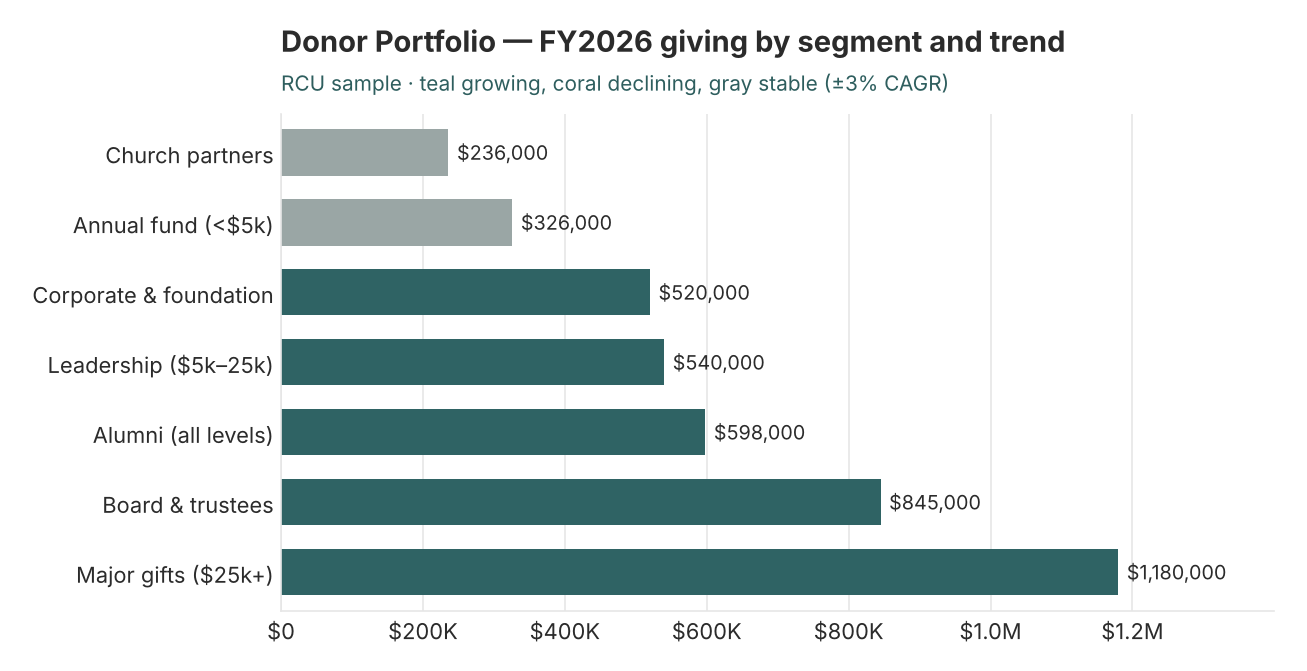 Donor Portfolio — FY2026 giving by segment and trend
RCU sample · teal growing, coral declining, gray stable (±3% CAGR)
Church partners $236,000
Annual fund (<$5k) $326,000
Corporate & foundation $520,000
Leadership ($5k–25k) $540,000
Alumni (all levels) $598,000
Board & trustees $845,000
Major gifts ($25k+) $1,180,000
$0 $200K $400K $600K $800K $1.0M $1.2M